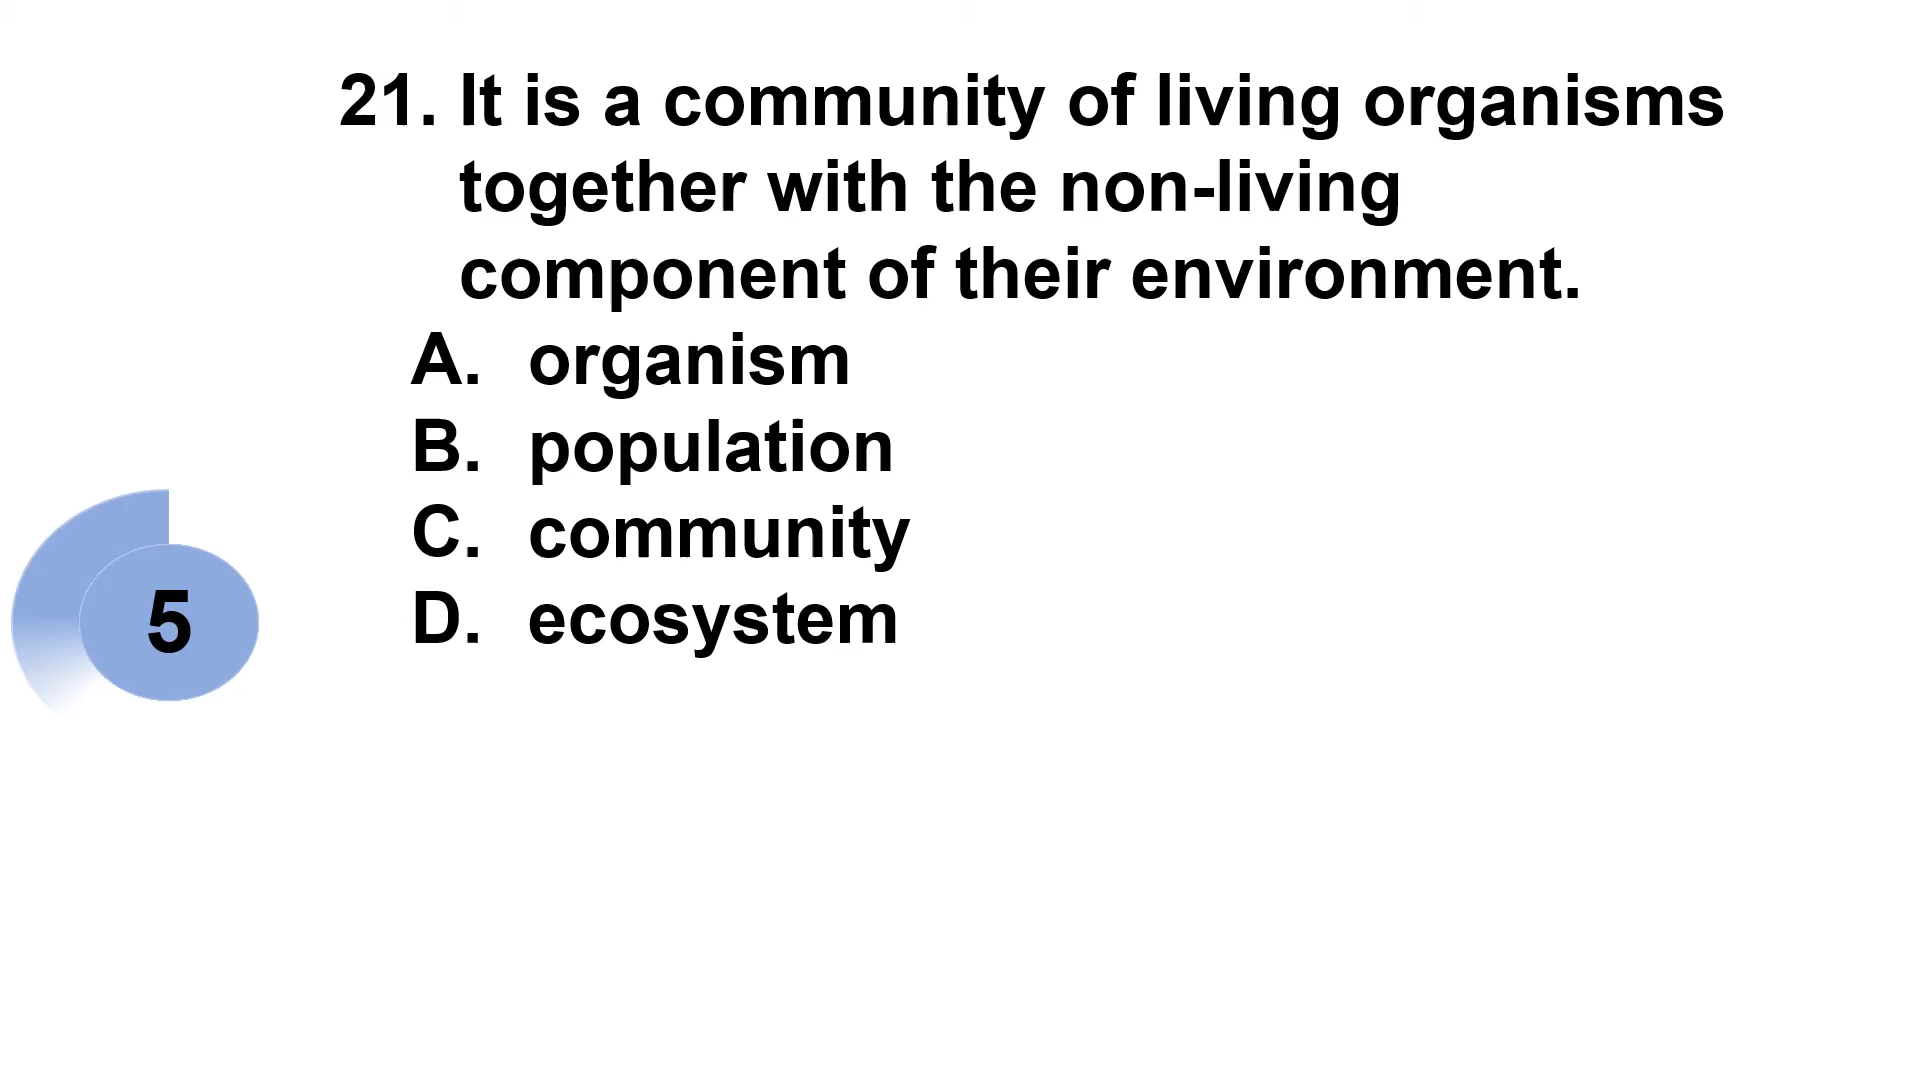 21. It is a community of living organisms
together with the non-living
component of their environment.
A. organism
B. population
C. community
D. ecosystem
5